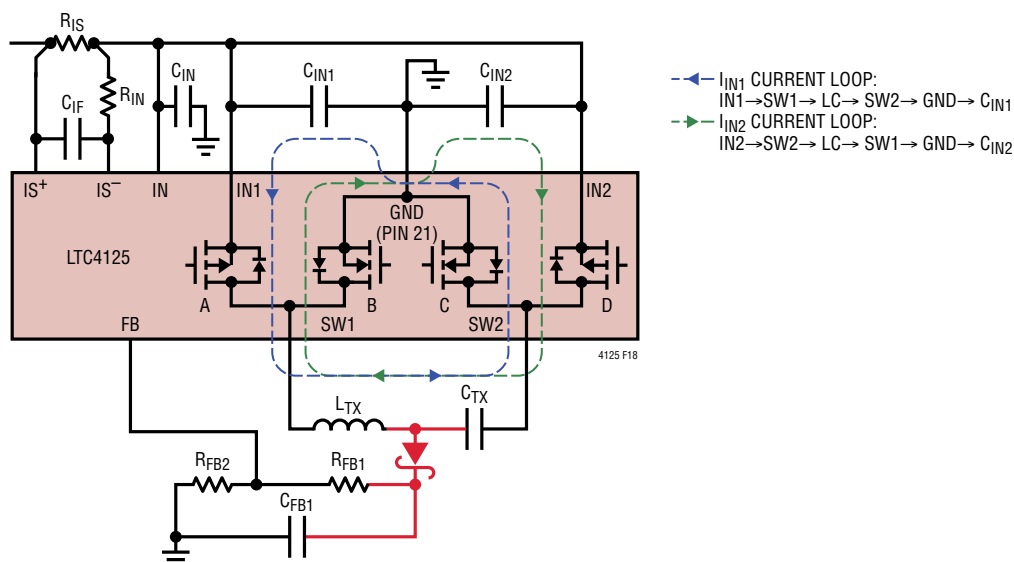 RIS
CIN
CIN1
CIN2
RIN
CIF
IS+
IS−
IN
IN1
IN2
GND
(PIN 21)
LTC4125
A
B
C
D
FB
SW1
SW2
4125 F18
LTX
CTX
RFB2
RFB1
CFB1
IIN1 CURRENT LOOP:
IN1→SW1→ LC→ SW2→ GND→ CIN1
IIN2 CURRENT LOOP:
IN2→SW2→ LC→ SW1→ GND→ CIN2